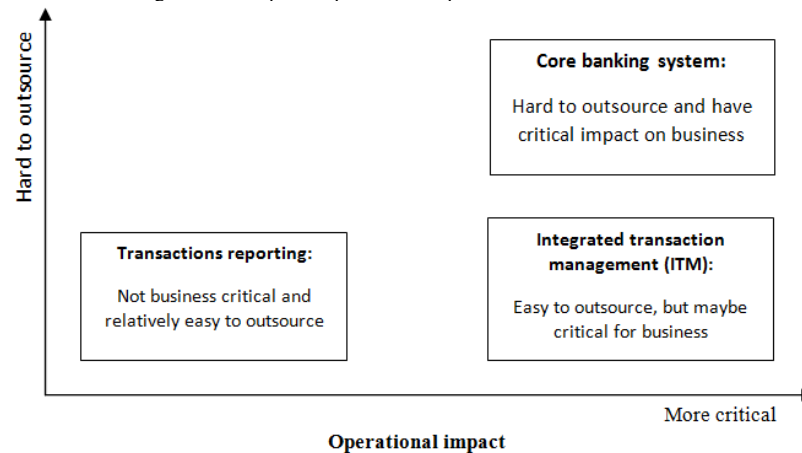 Hard to outsource
Core banking system:
Hard to outsource and have
critical impact on business
Transactions reporting:
Not business critical and
relatively easy to outsource
Integrated transaction
management (ITM):
Easy to outsource, but maybe
critical for business
More critical
Operational impact